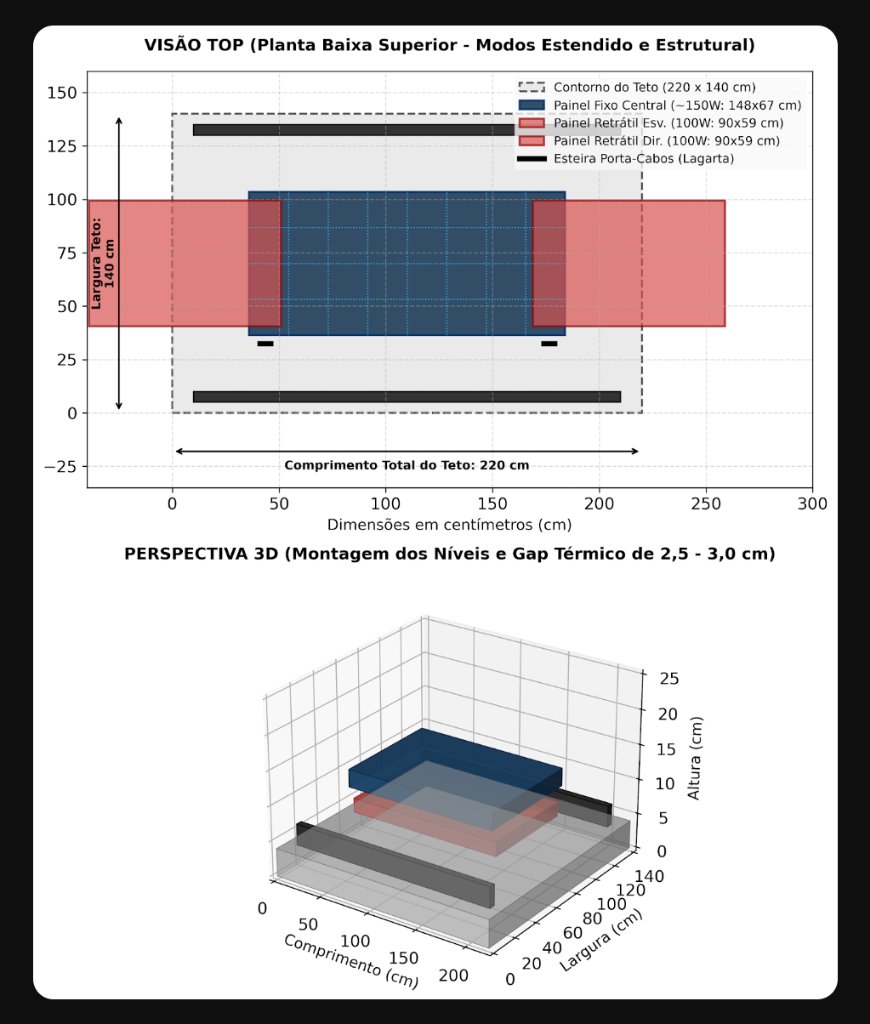 VISÃO TOP (Planta Baixa Superior - Modos Estendido e Estrutural)
Contorno do Teto (220 x 140 cm)
Painel Fixo Central (~150W: 148x67 cm)
Painel Retrátil Esv. (100W: 90x59 cm)
Painel Retrátil Dir. (100W: 90x59 cm)
Esteira Porta-Cabos (Lagarta)
150
125
100
75
50
25
0
−25
Largura Teto:
140 cm
Comprimento Total do Teto: 220 cm
0
50
100
150
200
250
300
Dimensões em centímetros (cm)
PERSPECTIVA 3D (Montagem dos Níveis e Gap Térmico de 2,5 - 3,0 cm)
25
20
15
10
5
0
Altura (cm)
0
50
100
150
200
Comprimento (cm)
0
20
40
60
80
100
120
140
Largura (cm)